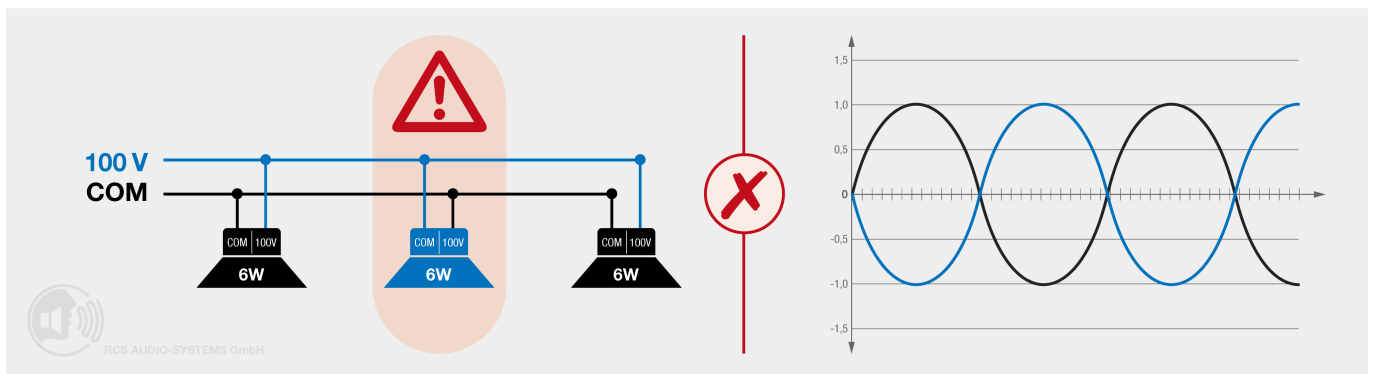 100 V
COM
COM 100V
6W
COM 100V
6W
COM 100V
6W
RCS AUDIO-SYSTEMS GmbH
1,5
1,0
0,5
0
-0,5
-1,0
-1,5